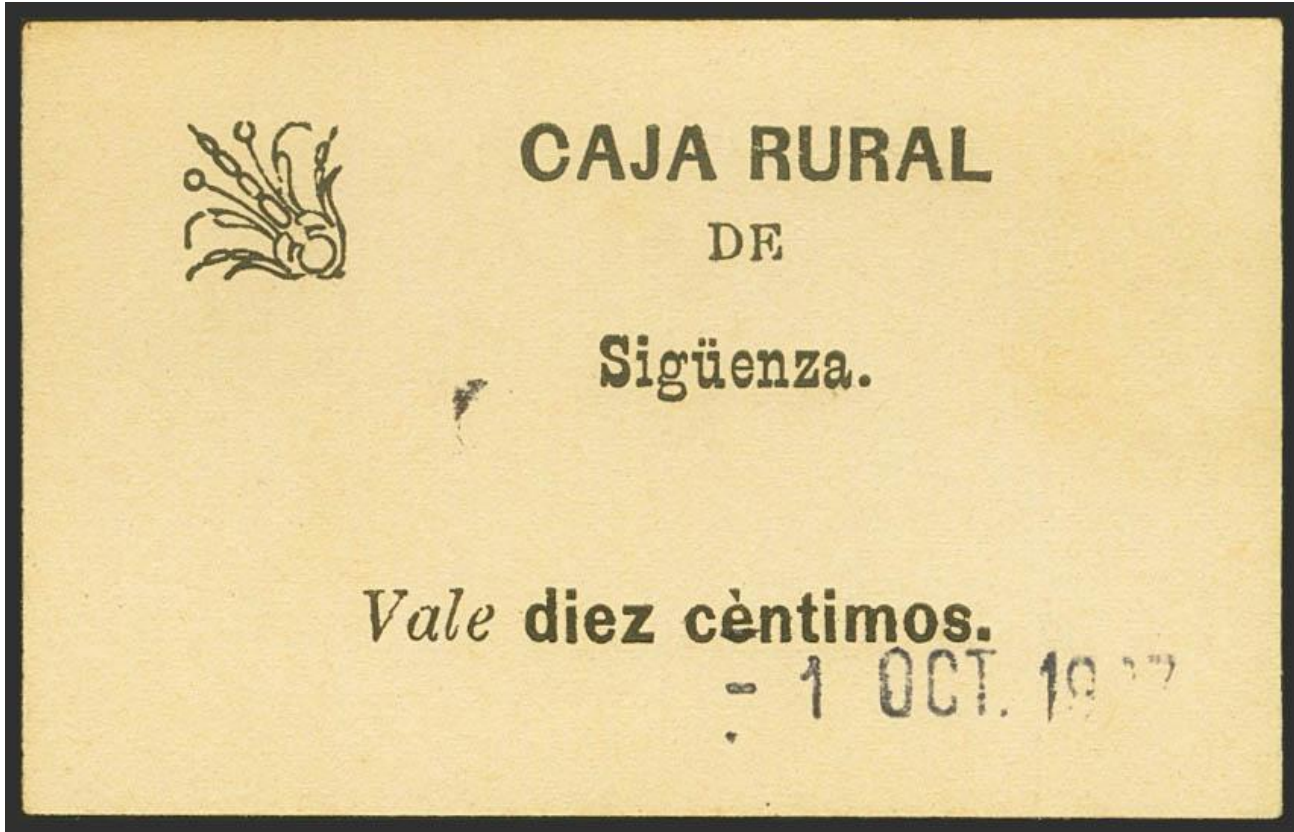 CAJA RURAL
DE
Sigüenza.
Vale diez cèntimos.
- 1 OCT.